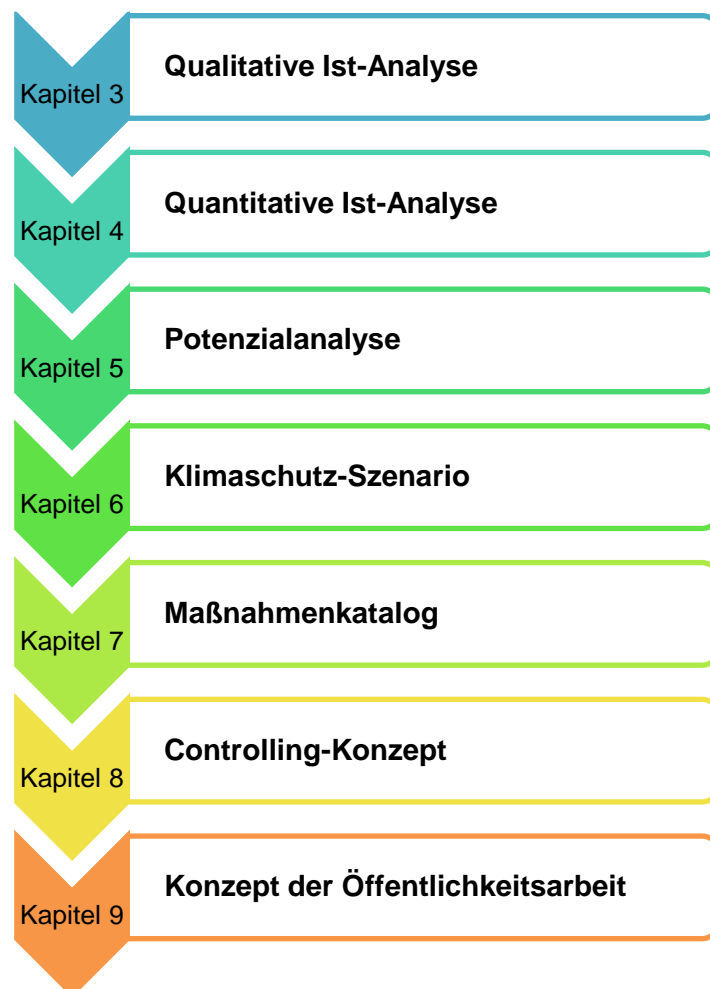 Kapitel 3
Qualitative Ist-Analyse
Kapitel 4
Quantitative Ist-Analyse
Kapitel 5
Potenzialanalyse
Kapitel 6
Klimaschutz-Szenario
Kapitel 7
Maßnahmenkatalog
Kapitel 8
Controlling-Konzept
Kapitel 9
Konzept der Öffentlichkeitsarbeit